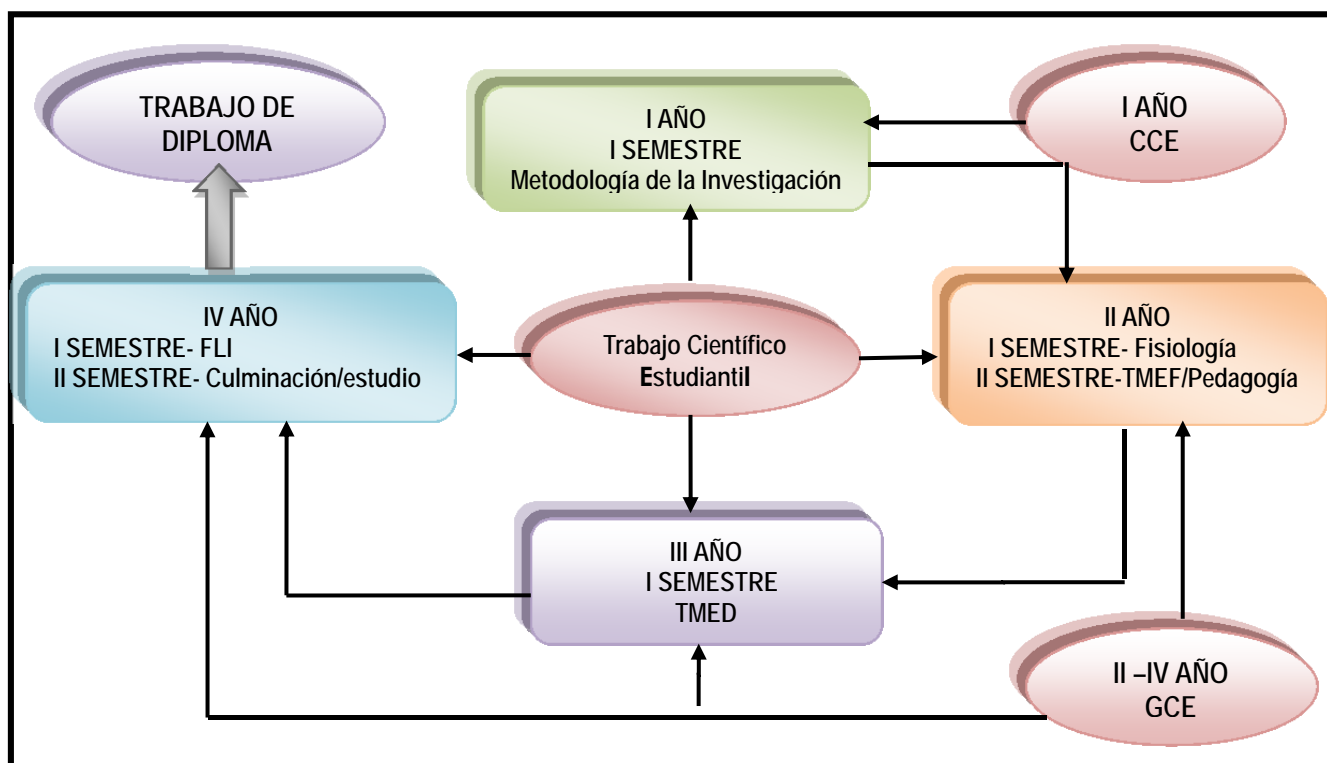 TRABAJO DE
DIPLOMA
I AÑO
I SEMESTRE
Metodología de la Investigación
I AÑO
CCE
IV AÑO
I SEMESTRE- FLI
II SEMESTRE- Culminación/estudio
Trabajo Científico
Estudiantil
II AÑO
I SEMESTRE- Fisiología
II SEMESTRE-TMEF/Pedagogía
III AÑO
I SEMESTRE
TMED
II –IV AÑO
GCE